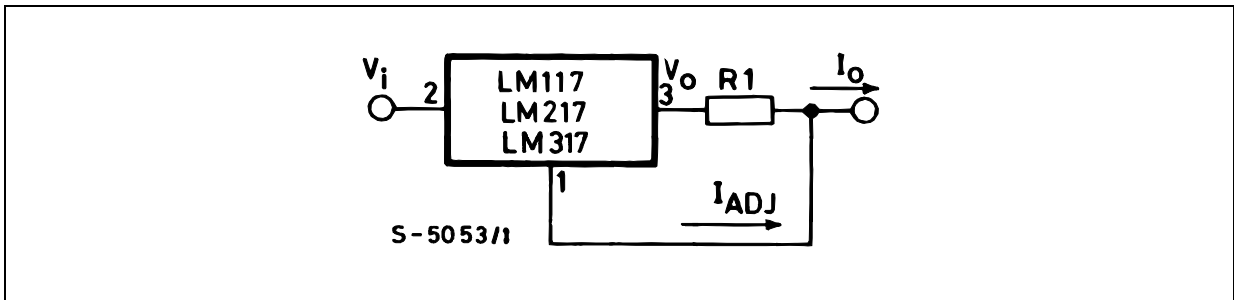 Vi
2
LM117
LM217
LM317
Vo
3
R1
Io
1
IADJ
S-5053/1